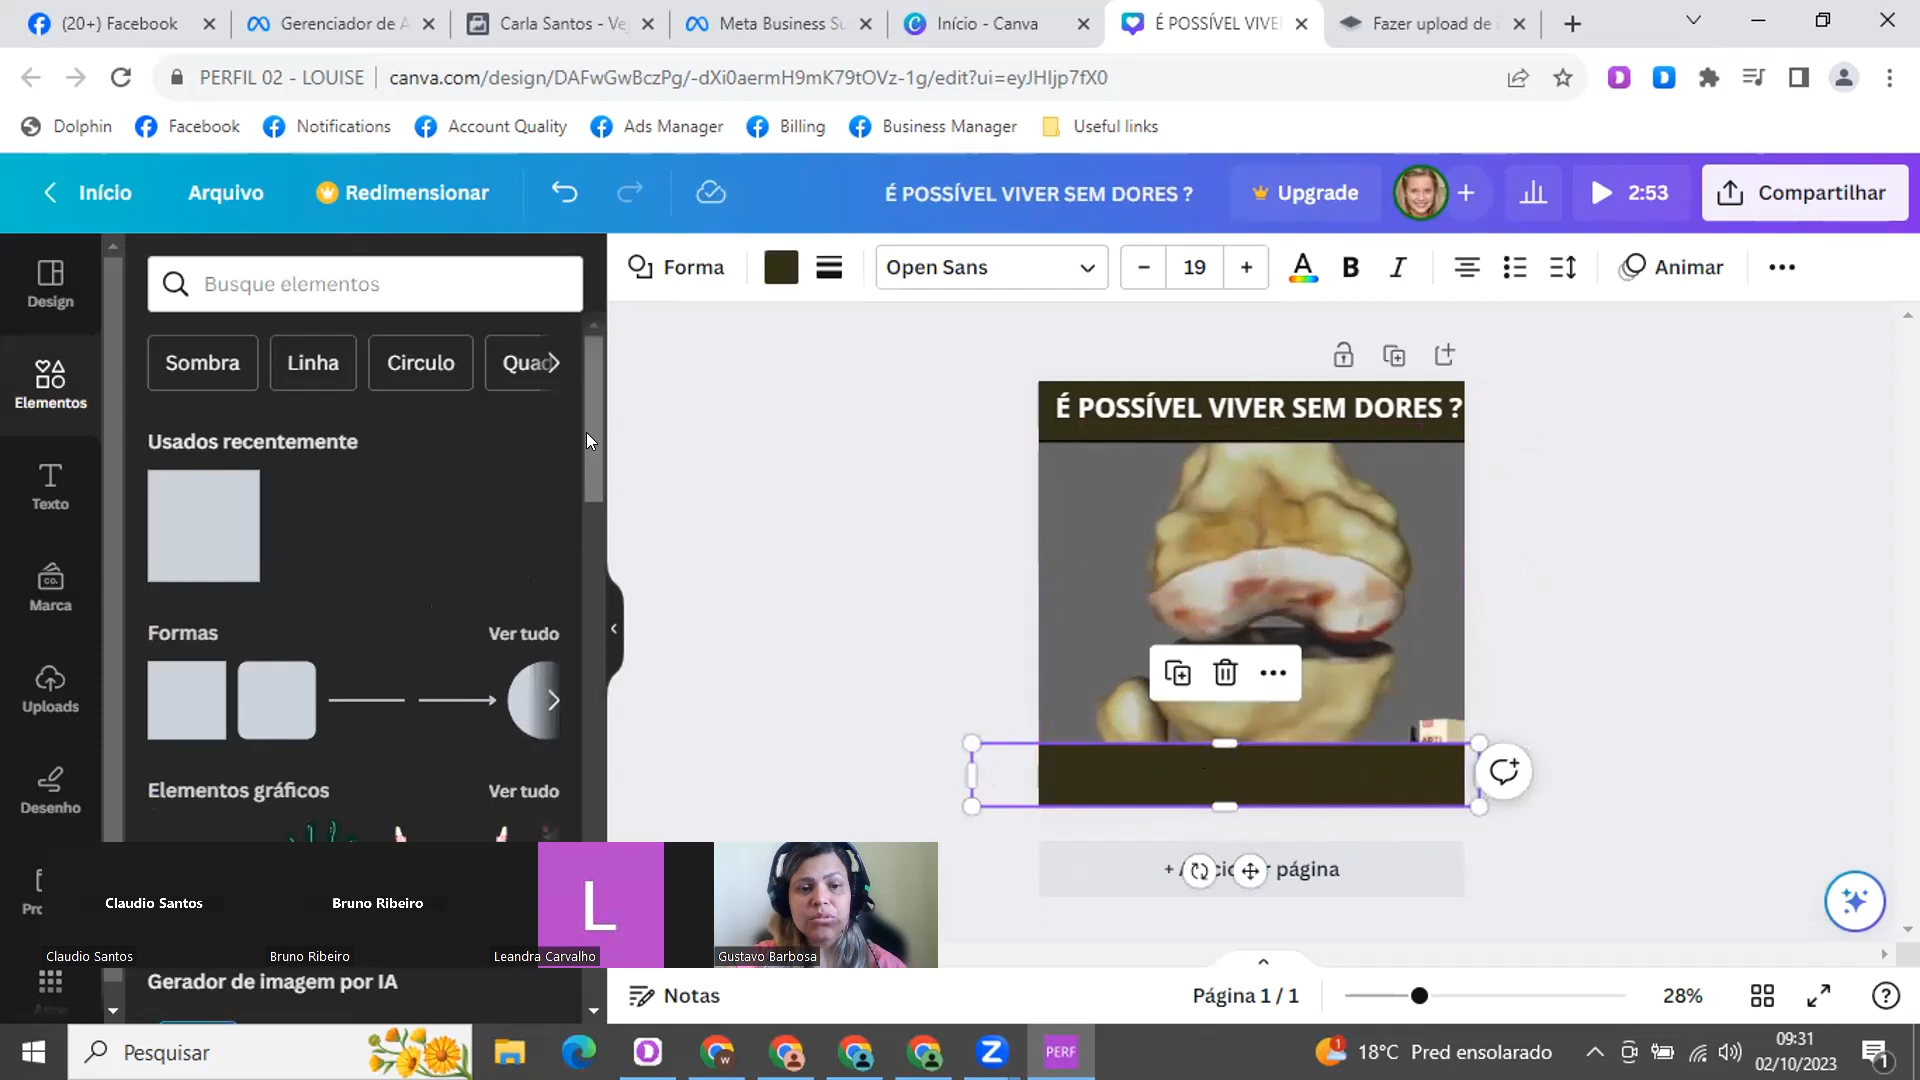 (20+) Facebook
Gerenciador de A
Carla Santos - Vej
Meta Business Su
Início - Canva
É POSSÍVEL VIVE
Fazer upload de
PERFIL 02 - LOUISE
canva.com/design/DAFwGwBczPg/-dXi0aermH9mK79tOVz-1g/edit?ui=eyJHIjp7fX0
Dolphin
Facebook
Notifications
Account Quality
Ads Manager
Billing
Business Manager
Useful links
Início
Arquivo
Redimensionar
É POSSÍVEL VIVER SEM DORES ?
Upgrade
2:53
Compartilhar
Design
Elementos
Texto
Marca
Uploads
Desenho
Busque elementos
Sombra
Linha
Circulo
Quad
Usados recentemente
Formas
Ver tudo
Elementos gráficos
Ver tudo
Gerador de imagem por IA
Forma
Open Sans
19
A B I
Animar
É POSSÍVEL VIVER SEM DORES ?
página
Claudio Santos
Bruno Ribeiro
L
Claudio Santos
Bruno Ribeiro
Leandra Carvalho
Gustavo Barbosa
Notas
Página 1 / 1
28%
Pesquisar
PERF
18°C Pred ensolarado
09:31
02/10/2023
1